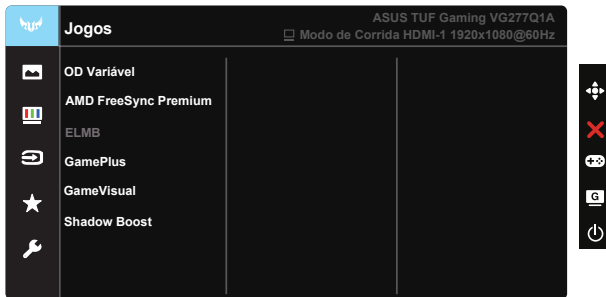 Jogos
ASUS TUF Gaming VG277Q1A
Modo de Corrida HDMI-1 1920x1080@60Hz
OD Variável
AMD FreeSync Premium
ELMB
GamePlus
GameVisual
Shadow Boost
G